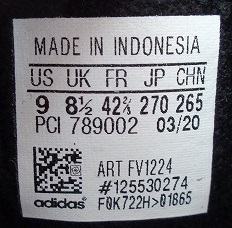 MADE IN INDONESIA
US UK FR JP CHN
9 8½ 42⅔ 270 265
PCI 789002 03/20
ART FV1224
#125530274
adidas F0K722H>01865